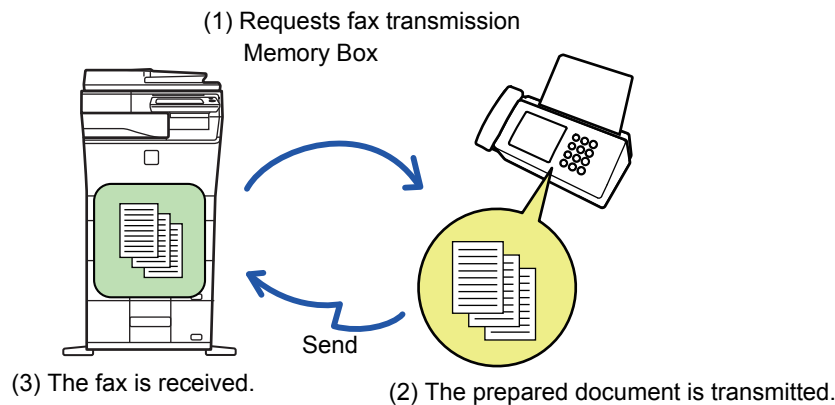 (1) Requests fax transmission
Memory Box
Send
(3) The fax is received.
(2) The prepared document is transmitted.